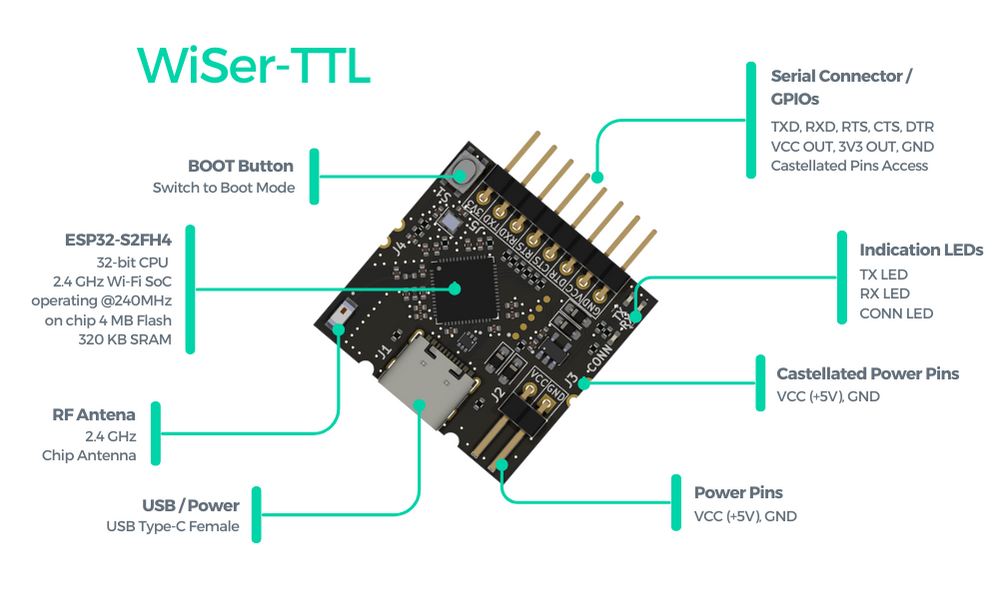 WiSer-TTL
Serial Connector /
GPIOs
TXD, RXD, RTS, CTS, DTR
VCC OUT, 3V3 OUT, GND
Castellated Pins Access
BOOT Button
Switch to Boot Mode
ESP32-S2FH4
32-bit CPU
2.4 GHz Wi-Fi SoC
operating @240MHz
on chip 4 MB Flash
320 KB SRAM
Indication LEDs
TX LED
RX LED
CONN LED
Castellated Power Pins
VCC (+5V), GND
RF Antena
2.4 GHz
Chip Antenna
USB / Power
USB Type-C Female
Power Pins
VCC (+5V), GND
S1
J4
J5
3V3
TXD
RXD
RTS
CTS
DTR
VCC
GND
J1
J2
J3
VCC
GND
TX
RX
CONN